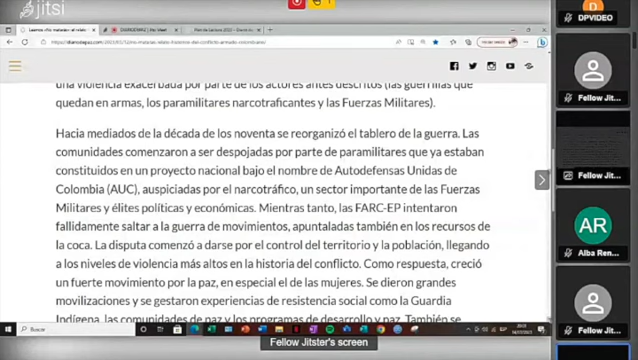 jitsi
DPVIDEO
una violencia exacerbada por parte de los actores antes descritos (las guerrillas que
quedan en armas, los paramilitares narcotraficantes y las Fuerzas Militares).
Hacia mediados de la década de los noventa se reorganizó el tablero de la guerra. Las
comunidades comenzaron a ser despojadas por parte de paramilitares que ya estaban
constituidos en un proyecto nacional bajo el nombre de Autodefensas Unidas de
Colombia (AUC), auspiciadas por el narcotráfico, un sector importante de las Fuerzas
Militares y élites políticas y económicas. Mientras tanto, las FARC-EP intentaron
fallidamente saltar a la guerra de movimientos, apuntaladas también en los recursos de
la coca. La disputa comenzó a darse por el control del territorio y la población, llegando
a los niveles de violencia más altos en la historia del conflicto. Como respuesta, creció
un fuerte movimiento por la paz, en especial el de las mujeres. Se dieron grandes
movilizaciones y se gestaron experiencias de resistencia social como la Guardia
Indígena, las comunidades de paz y los programas de desarrollo y paz. También se
Fellow Jits...
Fellow Jitst...
AR
Alba Ren...
Fellow Jits...
Buscar
Fellow Jitster's screen